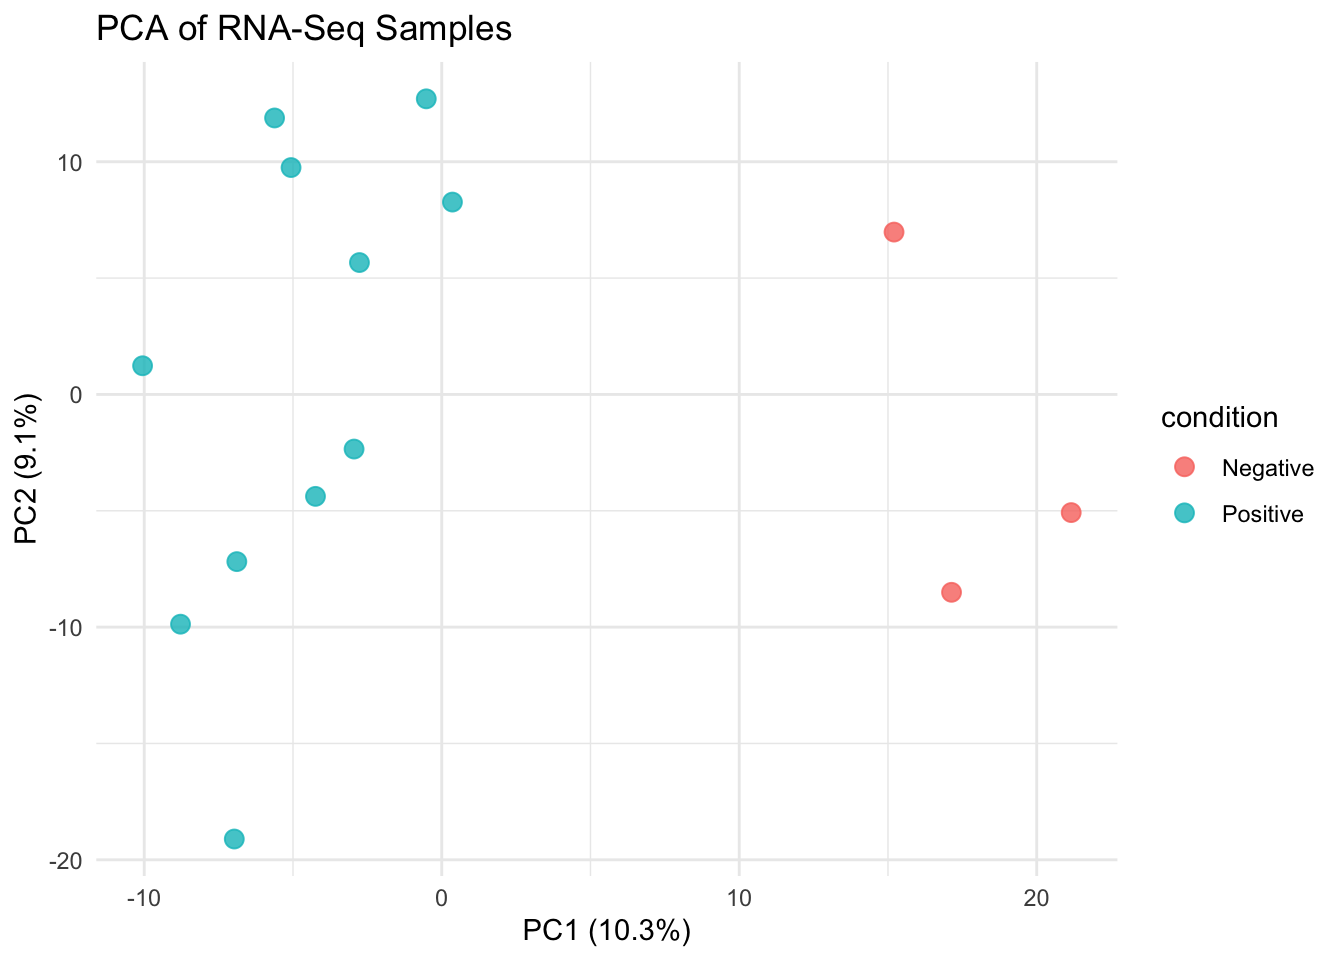 PCA of RNA-Seq Samples
10
0
-10
-20
PC2 (9.1%)
-10
0
10
20
PC1 (10.3%)
condition
Negative
Positive